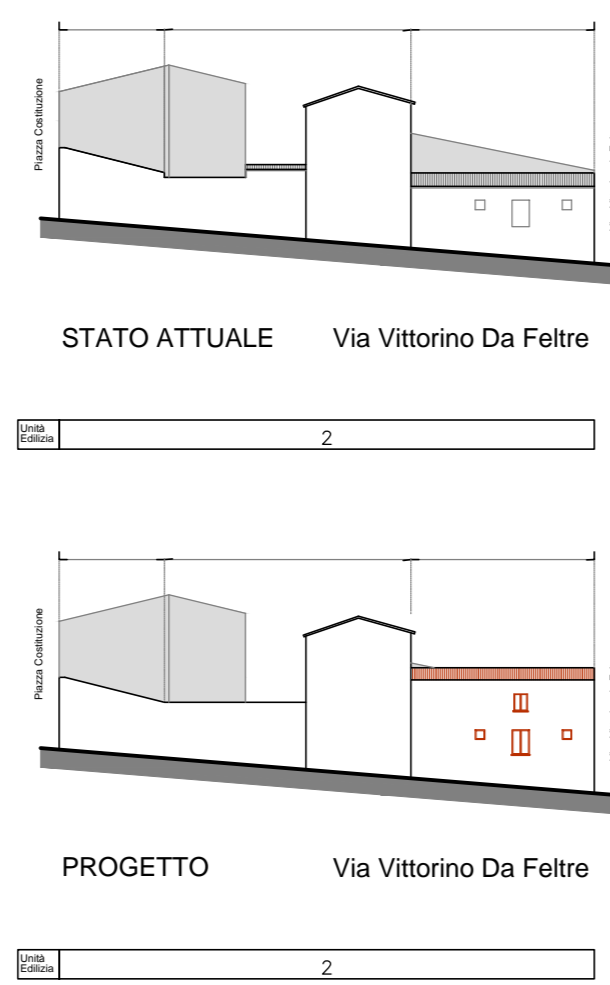 Piazza Costituzione
STATO ATTUALE Via Vittorino Da Feltre
Unità
Edilizia
2
Piazza Costituzione
PROGETTO Via Vittorino Da Feltre
Unità
Edilizia
2